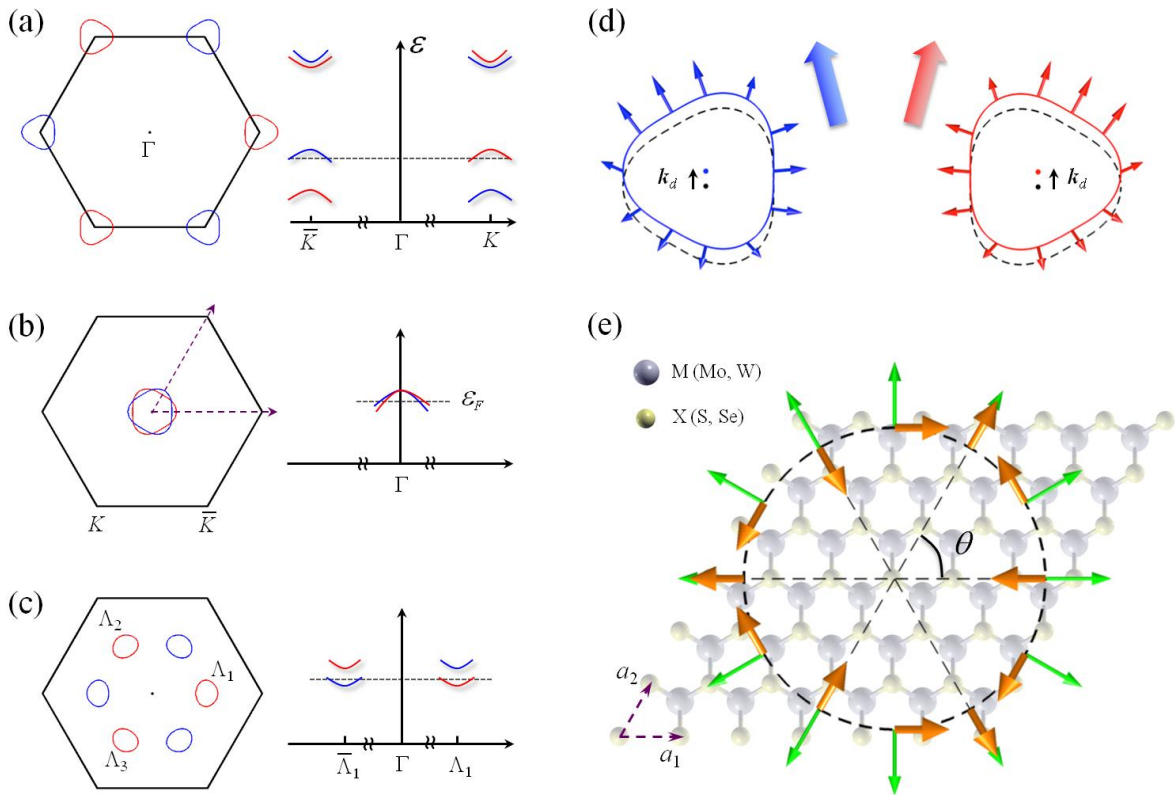 (a)
Γ
ε
K̅
Γ
K
(b)
K
K̅
ε_F
Γ
(c)
Λ₂
Λ₁
Λ₃
Λ̅₁
Γ
Λ₁
(d)
k_d
k_d
(e)
M (Mo, W)
X (S, Se)
θ
a₂
a₁